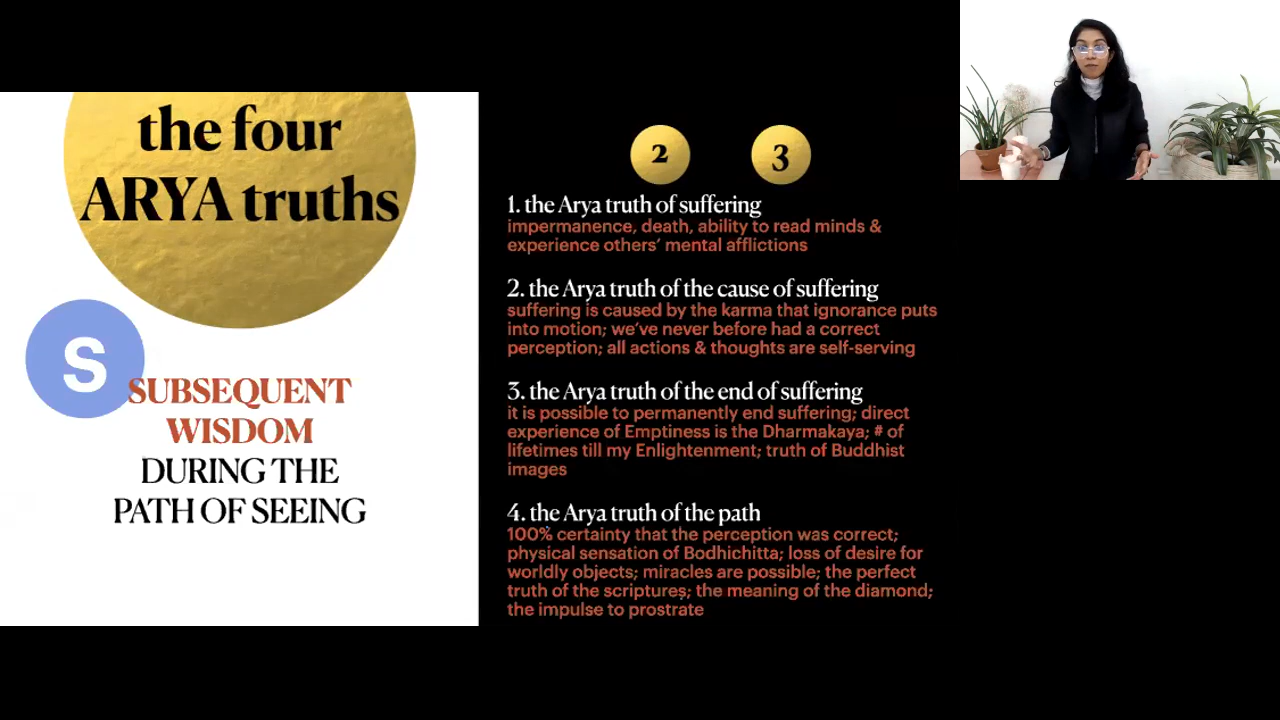 the four
ARYA truths
S
SUBSEQUENT
WISDOM
DURING THE
PATH OF SEEING
2 3
1. the Arya truth of suffering
impermanence, death, ability to read minds &
experience others' mental afflictions
2. the Arya truth of the cause of suffering
suffering is caused by the karma that ignorance puts
into motion; we've never before had a correct
perception; all actions & thoughts are self-serving
3. the Arya truth of the end of suffering
it is possible to permanently end suffering; direct
experience of Emptiness is the Dharmakaya; # of
lifetimes till my Enlightenment; truth of Buddhist
images
4. the Arya truth of the path
100% certainty that the perception was correct;
physical sensation of Bodhichitta; loss of desire for
worldly objects; miracles are possible; the perfect
truth of the scriptures; the meaning of the diamond;
the impulse to prostrate